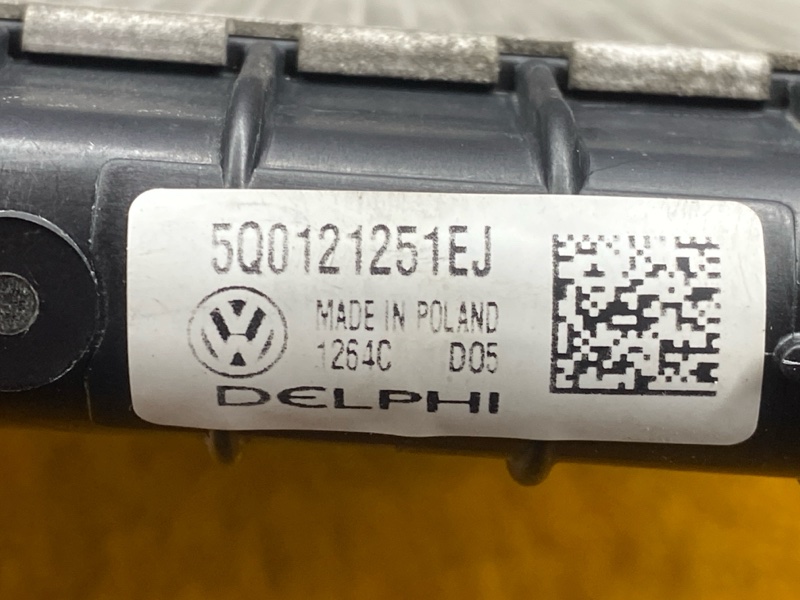 5Q0121251EJ
MADE IN POLAND
1264C D05
DELPHI